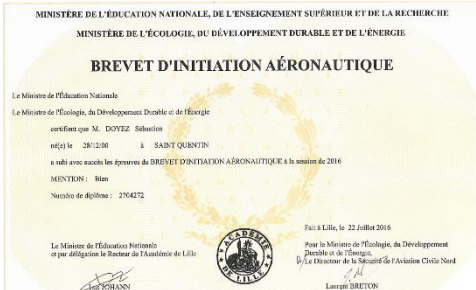 MINISTÈRE DE L'ÉDUCATION NATIONALE, DE L'ENSEIGNEMENT SUPÉRIEUR ET DE LA RECHERCHE
MINISTÈRE DE L'ÉCOLOGIE, DU DÉVELOPPEMENT DURABLE ET DE L'ÉNERGIE
BREVET D'INITIATION AÉRONAUTIQUE
Le Ministre de l'Éducation Nationale
Le Ministre de l'Écologie, du Développement Durable et de l'Énergie
certifient que M. DOYEZ Sébastien
né(e) le 28/12/00 à SAINT QUENTIN
a subi avec succès les épreuves du BREVET D'INITIATION AÉRONAUTIQUE à la session de 2016
MENTION : Bien
Numéro de diplôme : 2704272
Fait à Lille, le 22 Juillet 2016
Le Ministre de l'Éducation Nationale
et par délégation le Recteur de l'Académie de Lille
ACADÉMIE DE LILLE
Pour le Ministre de l'Écologie, du Développement
Durable et de l'Énergie,
Le Directeur de la Sécurité de l'Aviation Civile Nord
JOHANN
Laurent BRETON